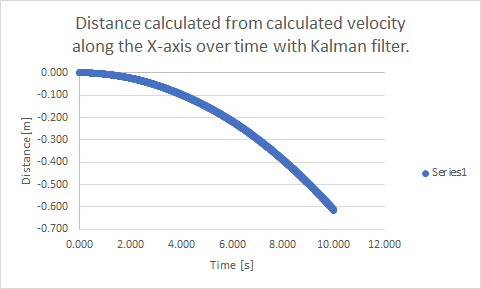 Distance calculated from calculated velocity
along the X-axis over time with Kalman filter.
0.000
-0.100
-0.200
-0.300
-0.400
-0.500
-0.600
-0.700
Distance [m]
0.000 2.000 4.000 6.000 8.000 10.000 12.000
Time [s]
Series1